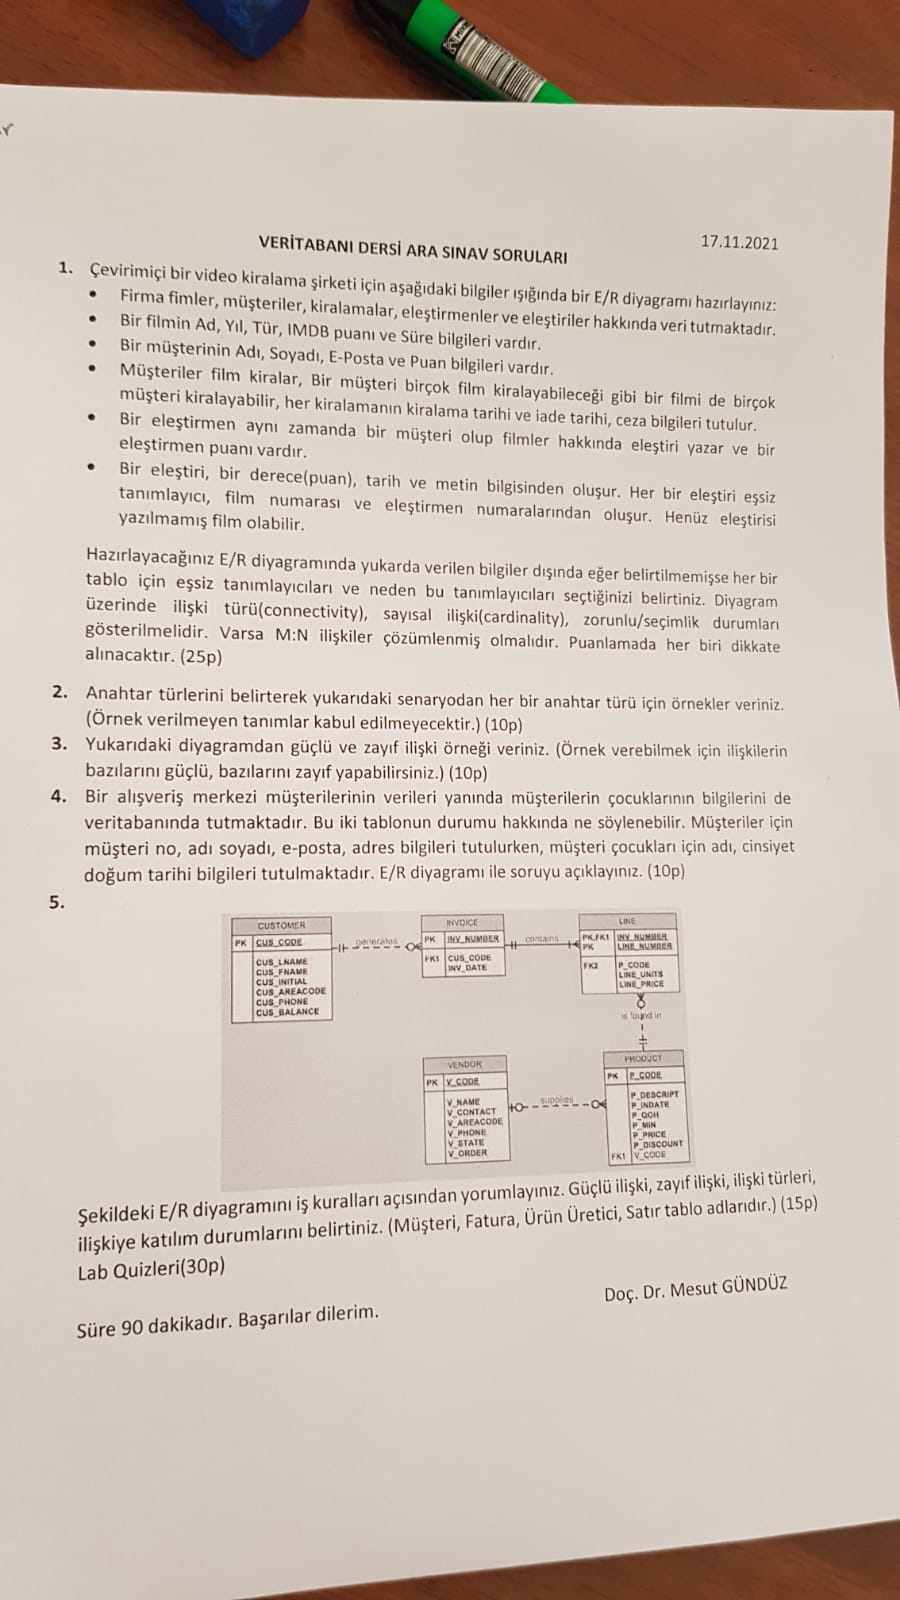 VERİTABANI DERSİ ARA SINAV SORULARI
17.11.2021
1. Çevirimiçi bir video kiralama şirketi için aşağıdaki bilgiler ışığında bir E/R diyagramı hazırlayınız:
• Firma fimler, müşteriler, kiralamalar, eleştirmenler ve eleştiriler hakkında veri tutmaktadır.
• Bir filmin Ad, Yıl, Tür, IMDB puanı ve Süre bilgileri vardır.
• Bir müşterinin Adı, Soyadı, E-Posta ve Puan bilgileri vardır.
• Müşteriler film kiralar, Bir müşteri birçok film kiralayabileceği gibi bir filmi de birçok
müşteri kiralayabilir, her kiralamanın kiralama tarihi ve iade tarihi, ceza bilgileri tutulur.
• Bir eleştirmen aynı zamanda bir müşteri olup filmler hakkında eleştiri yazar ve bir
eleştirmen puanı vardır.
• Bir eleştiri, bir derece(puan), tarih ve metin bilgisinden oluşur. Her bir eleştiri eşsiz
tanımlayıcı, film numarası ve eleştirmen numaralarından oluşur. Henüz eleştirisi
yazılmamış film olabilir.
Hazırlayacağınız E/R diyagramında yukarda verilen bilgiler dışında eğer belirtilmemişse her bir
tablo için eşsiz tanımlayıcıları ve neden bu tanımlayıcıları seçtiğinizi belirtiniz. Diyagram
üzerinde ilişki türü(connectivity), sayısal ilişki(cardinality), zorunlu/seçimlik durumları
gösterilmelidir. Varsa M:N ilişkiler çözümlenmiş olmalıdır. Puanlamada her biri dikkate
alınacaktır. (25p)
2. Anahtar türlerini belirterek yukarıdaki senaryodan her bir anahtar türü için örnekler veriniz.
(Örnek verilmeyen tanımlar kabul edilmeyecektir.) (10p)
3. Yukarıdaki diyagramdan güçlü ve zayıf ilişki örneği veriniz. (Örnek verebilmek için ilişkilerin
bazılarını güçlü, bazılarını zayıf yapabilirsiniz.) (10p)
4. Bir alışveriş merkezi müşterilerinin verileri yanında müşterilerin çocuklarının bilgilerini de
veritabanında tutmaktadır. Bu iki tablonun durumu hakkında ne söylenebilir. Müşteriler için
müşteri no, adı soyadı, e-posta, adres bilgileri tutulurken, müşteri çocukları için adı, cinsiyet
doğum tarihi bilgileri tutulmaktadır. E/R diyagramı ile soruyu açıklayınız. (10p)
5.
CUSTOMER
PK CUS_CODE
CUS_LNAME
CUS_FNAME
CUS_INITIAL
CUS_AREACODE
CUS_PHONE
CUS_BALANCE
generates
INVOICE
PK INV_NUMBER
FK1 CUS_CODE
INV_DATE
contains
LINE
PK,FK1 INV_NUMBER
PK LINE_NUMBER
FK2 P_CODE
LINE_UNITS
LINE_PRICE
is found in
VENDOR
PK V_CODE
V_NAME
V_CONTACT
V_AREACODE
V_PHONE
V_STATE
V_ORDER
supplies
PRODUCT
PK P_CODE
P_DESCRIPT
P_INDATE
P_QOH
P_MIN
P_PRICE
P_DISCOUNT
FK1 V_CODE
Şekildeki E/R diyagramını iş kuralları açısından yorumlayınız. Güçlü ilişki, zayıf ilişki, ilişki türleri,
ilişkiye katılım durumlarını belirtiniz. (Müşteri, Fatura, Ürün Üretici, Satır tablo adlarıdır.) (15p)
Lab Quizleri(30p)
Doç. Dr. Mesut GÜNDÜZ
Süre 90 dakikadır. Başarılar dilerim.